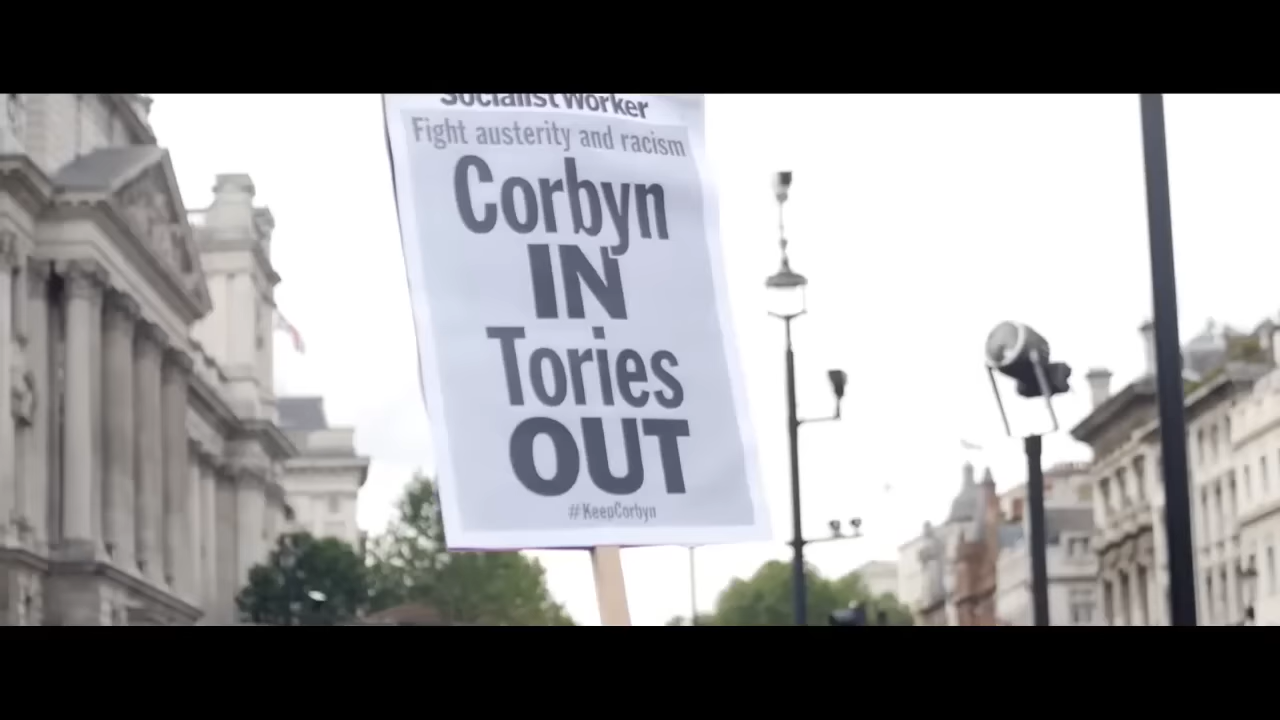 Socialist Worker
Fight austerity and racism
Corbyn
IN
Tories
OUT
#KeepCorbyn